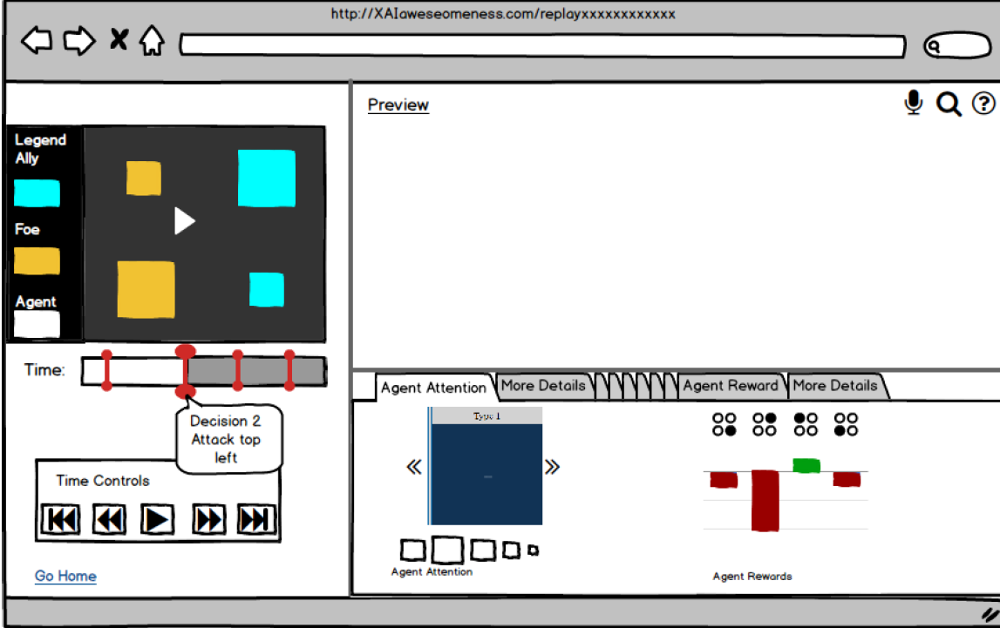 http://XAIaweseomeness.com/replayxxxxxxxxxxxx
Preview
Legend
Ally
Foe
Agent
Time:
Decision 2
Attack top
left
Time Controls
Go Home
Agent Attention
More Details
Agent Reward
More Details
Type 1
Agent Attention
Agent Rewards